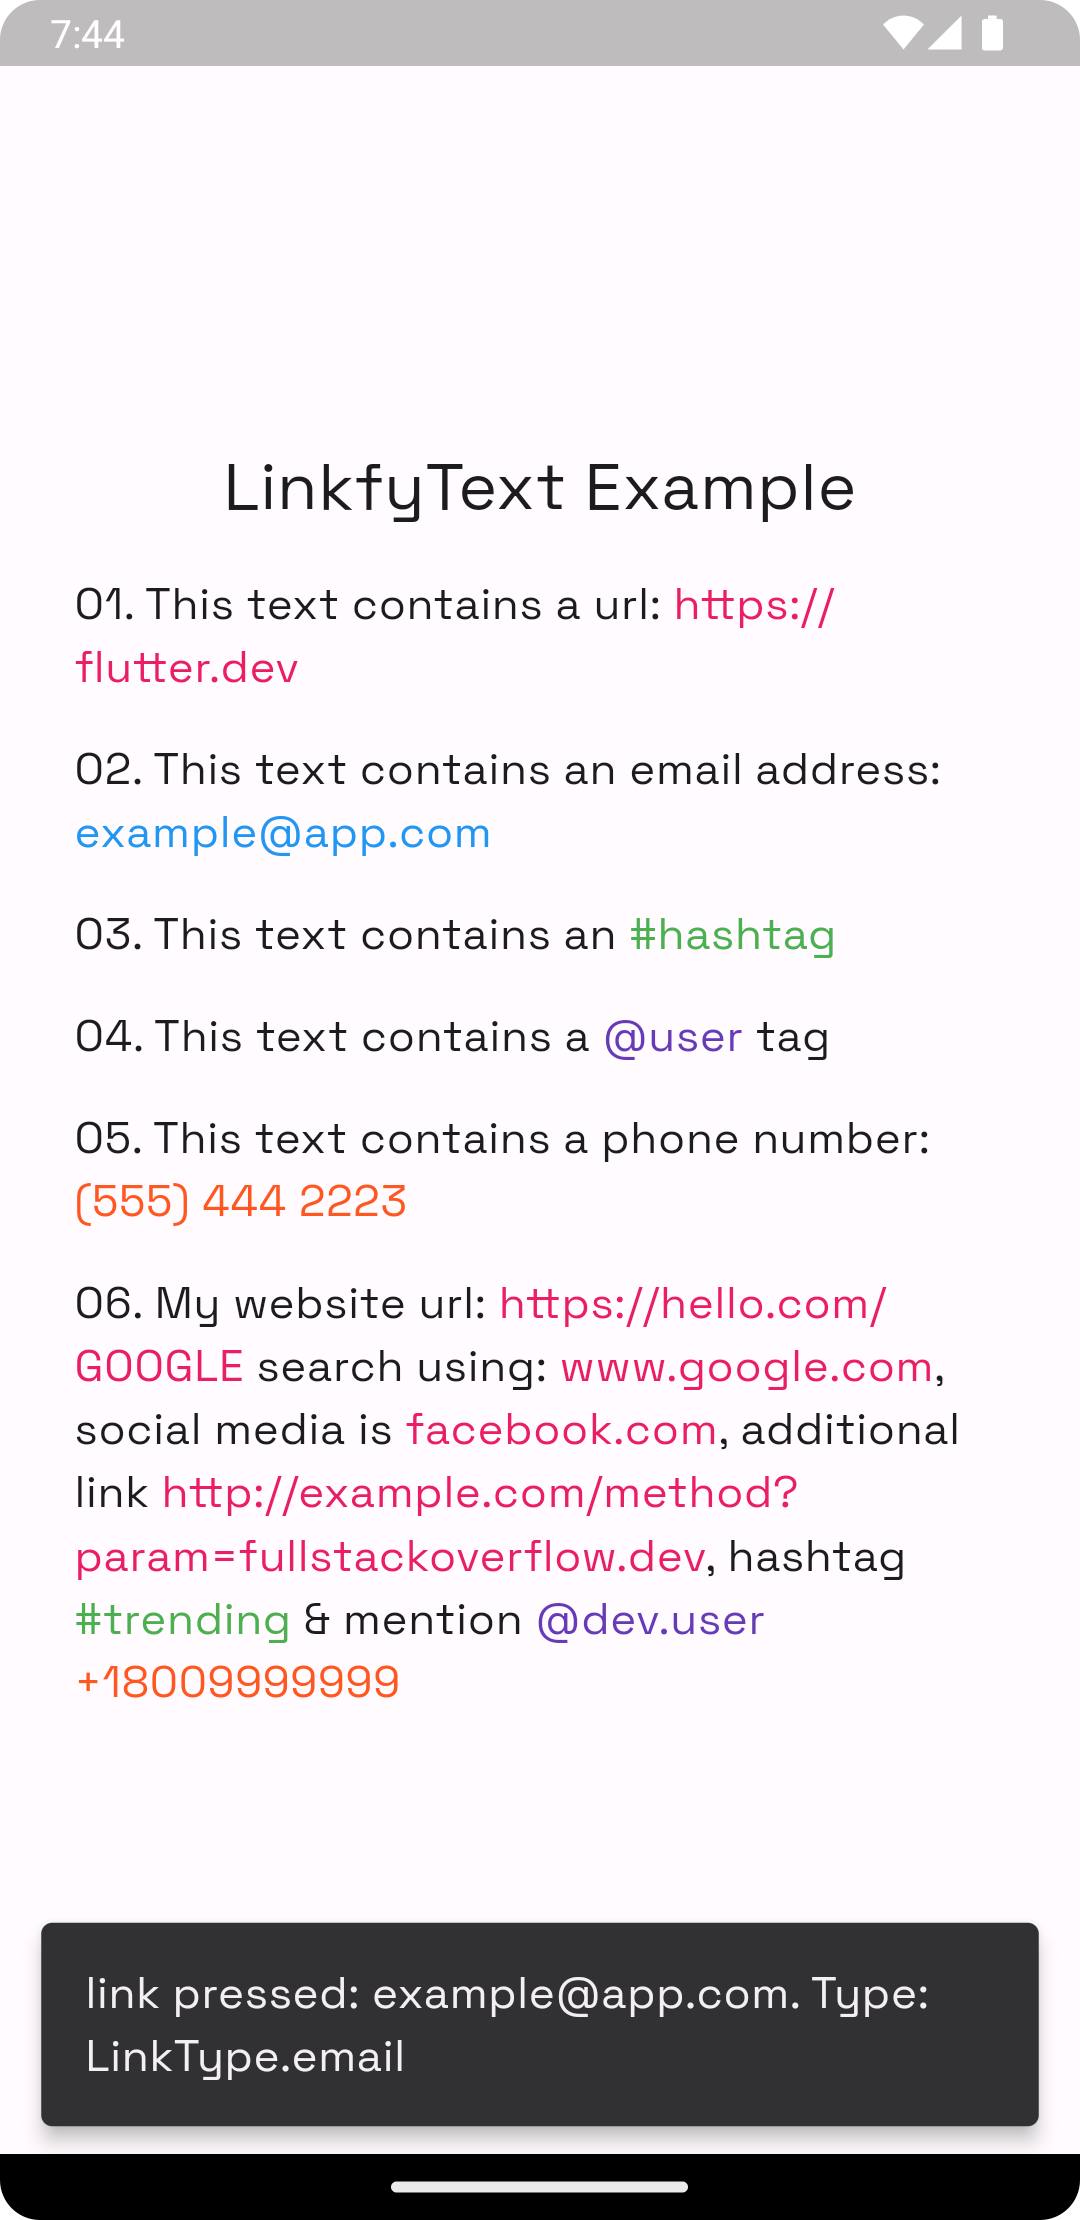 7:44
LinkfyText Example
01. This text contains a url: https://
flutter.dev
02. This text contains an email address:
example@app.com
03. This text contains an #hashtag
04. This text contains a @user tag
05. This text contains a phone number:
(555) 444 2223
06. My website url: https://hello.com/
GOOGLE search using: www.google.com,
social media is facebook.com, additional
link http://example.com/method?
param=fullstackoverflow.dev, hashtag
#trending & mention @dev.user
+18009999999
link pressed: example@app.com. Type:
LinkType.email